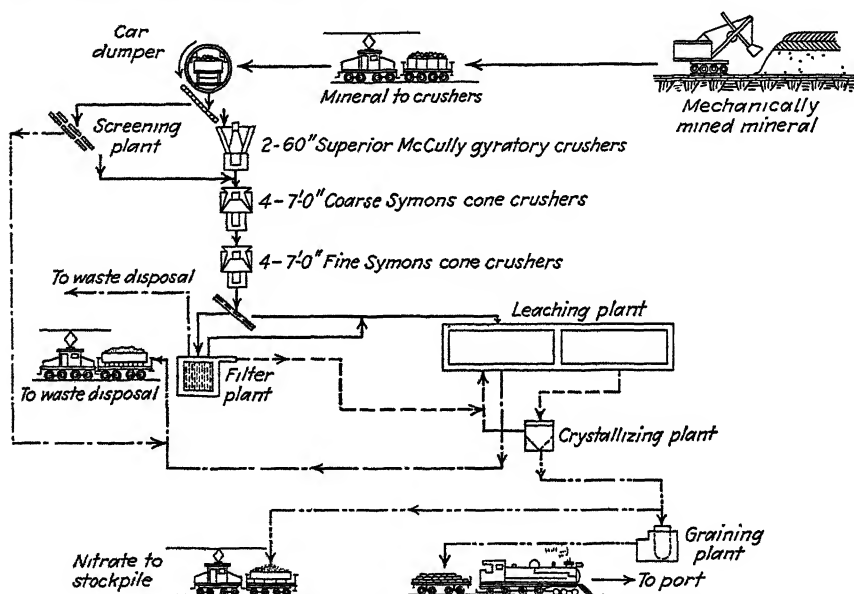 Car
dumper
Mineral to crushers
Mechanically
mined mineral
Screening
plant
2-60" Superior McCully gyratory crushers
4-7'0" Coarse Symons cone crushers
4-7'0" Fine Symons cone crushers
To waste disposal
Leaching plant
To waste disposal
Filter
plant
Crystallizing plant
Graining
plant
Nitrate to
stockpile
To port